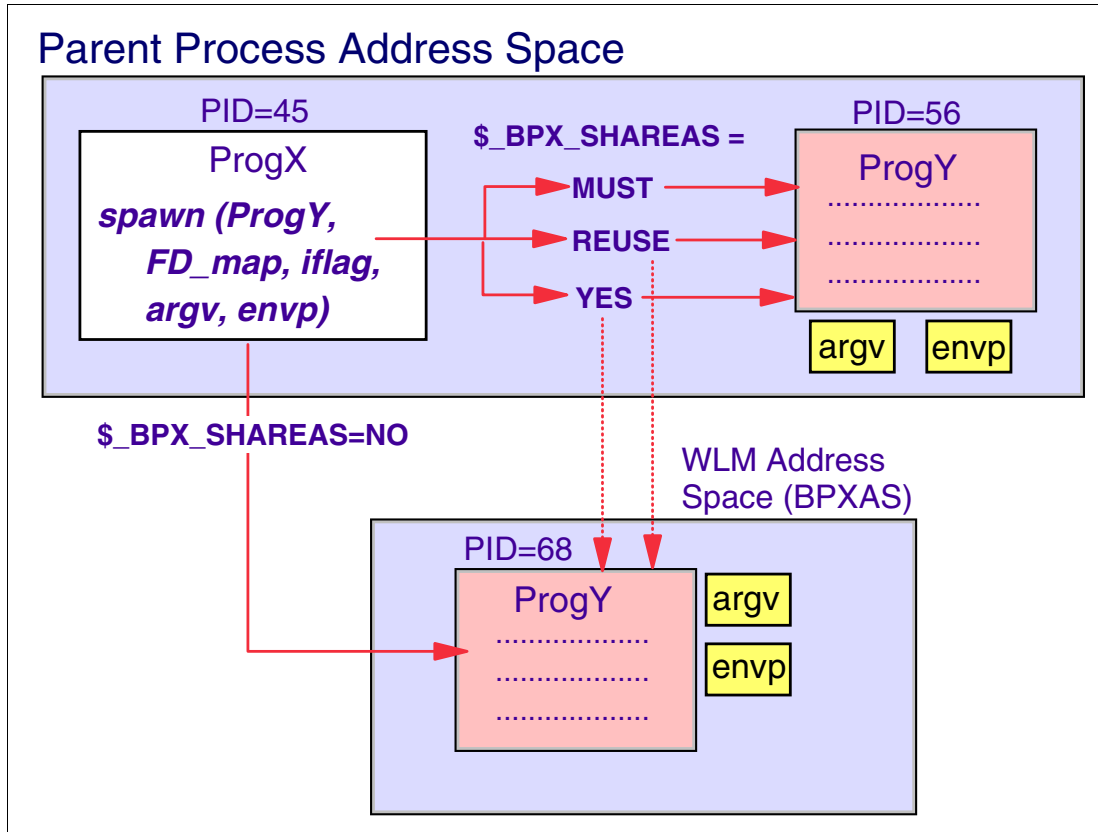 Parent Process Address Space
PID=45
ProgX
spawn (ProgY,
FD_map, iflag,
argv, envp)
$_BPX_SHAREAS =
MUST
REUSE
YES
PID=56
ProgY
...................
...................
...................
argv
envp
$_BPX_SHAREAS=NO
WLM Address
Space (BPXAS)
PID=68
ProgY
...................
...................
...................
argv
envp